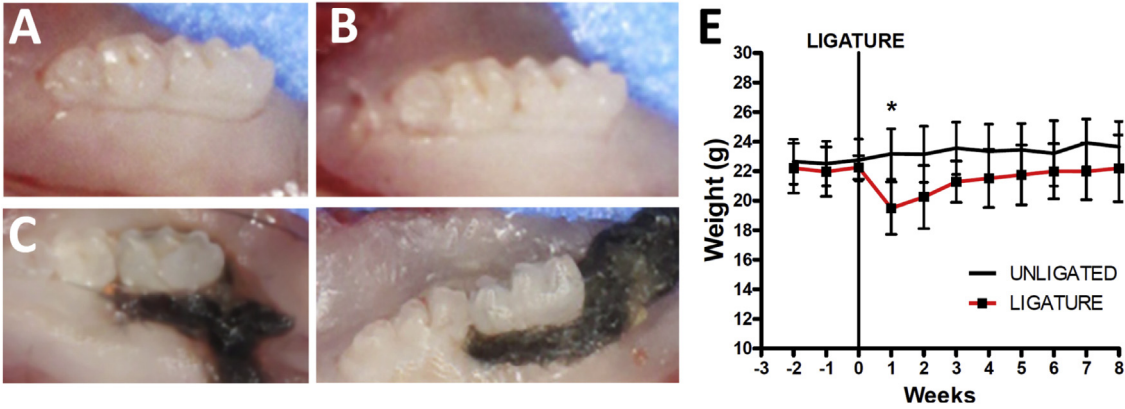 A
B
C
E
LIGATURE
*
30
28
26
24
22
20
18
16
14
12
10
Weight (g)
UNLIGATED
LIGATURE
-3 -2 -1 0 1 2 3 4 5 6 7 8
Weeks